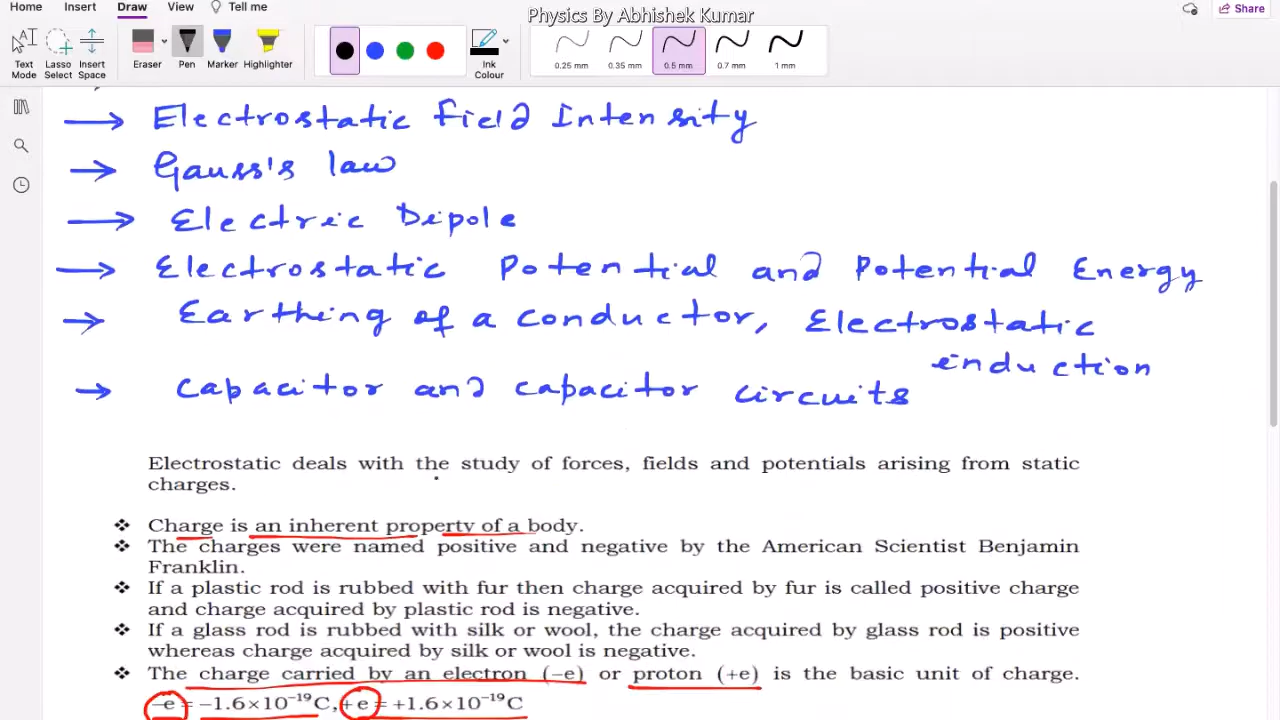 Home Insert Draw View Tell me
Physics By Abhishek Kumar
Share
Text Mode Lasso Select Insert Space Eraser Pen Marker Highlighter Ink Colour 0.25 mm 0.35 mm 0.5 mm 0.7 mm 1 mm
→ Electrostatic Field Intensity
→ Gauss's law
→ Electric Dipole
→ Electrostatic Potential and Potential Energy
→ Earthing of a conductor, Electrostatic
enduction
→ capacitor and capacitor circuits
Electrostatic deals with the study of forces, fields and potentials arising from static
charges.
❖ Charge is an inherent property of a body.
❖ The charges were named positive and negative by the American Scientist Benjamin
Franklin.
❖ If a plastic rod is rubbed with fur then charge acquired by fur is called positive charge
and charge acquired by plastic rod is negative.
❖ If a glass rod is rubbed with silk or wool, the charge acquired by glass rod is positive
whereas charge acquired by silk or wool is negative.
❖ The charge carried by an electron (−e) or proton (+e) is the basic unit of charge.
−e = −1.6×10⁻¹⁹C, +e = +1.6×10⁻¹⁹C